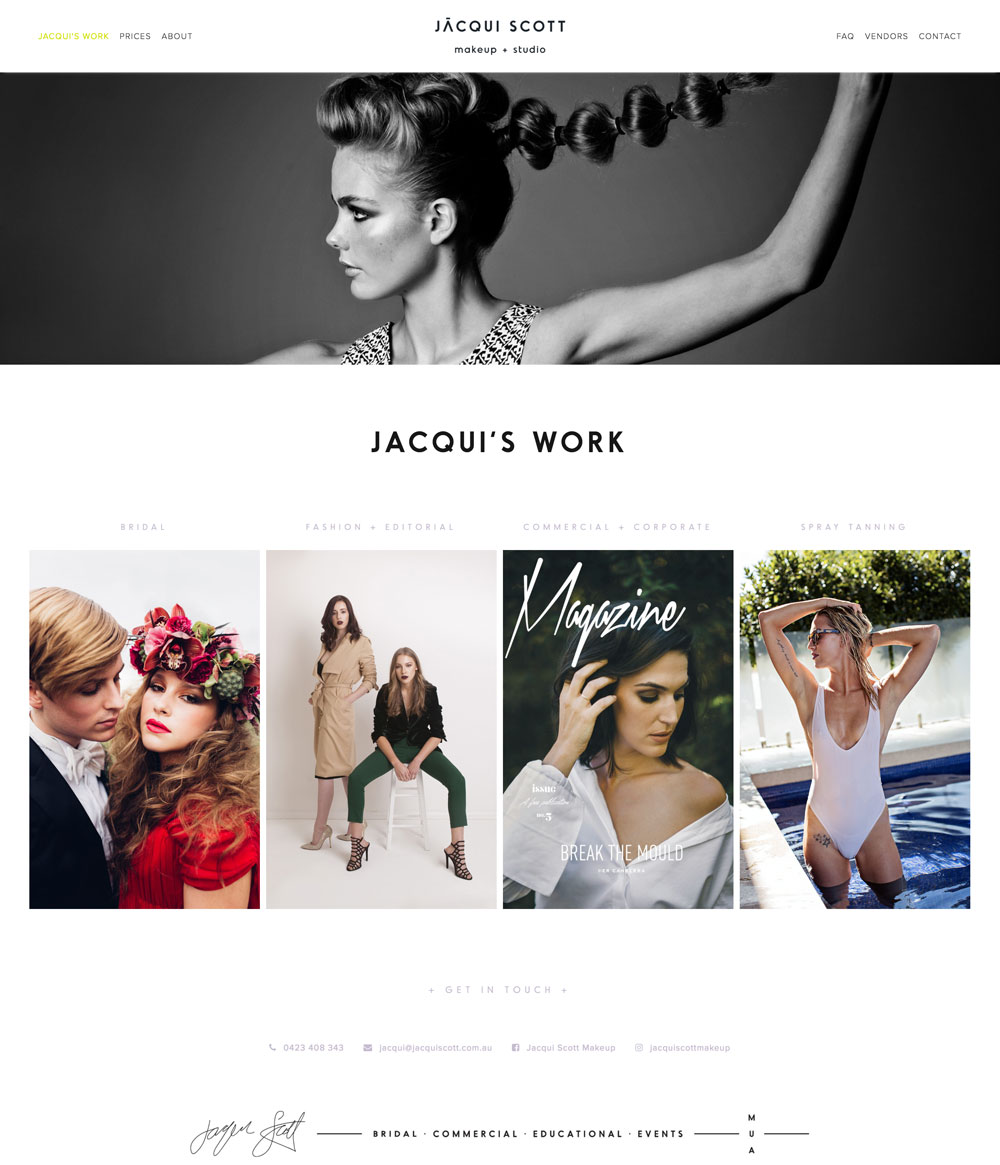 JACQUI'S WORK PRICES ABOUT
JĀCQUI SCOTT
makeup + studio
FAQ VENDORS CONTACT
JACQUI'S WORK
BRIDAL
FASHION + EDITORIAL
COMMERCIAL + CORPORATE
SPRAY TANNING
Magazine
issue
no.5
BREAK THE MOULD
+ GET IN TOUCH +
0423 408 343 jacqui@jacquiscott.com.au Jacqui Scott Makeup jacquiscottmakeup
Jacqui Scott
BRIDAL · COMMERCIAL · EDUCATIONAL · EVENTS
M
U
A